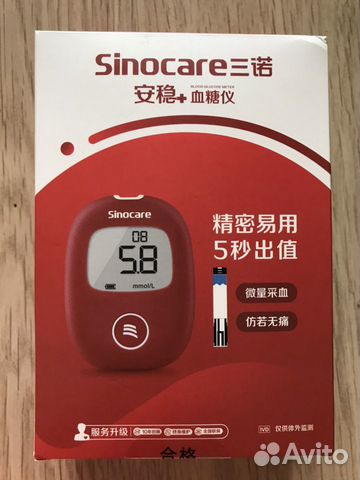 Sinocare三诺
BLOOD GLUCOSE METER
安稳+血糖仪
Sinocare
08
5.8
mmol/L
精密易用
5秒出值
微量采血
仿若无痛
服务升级
IVD 仅供体外监测
合格
Avito